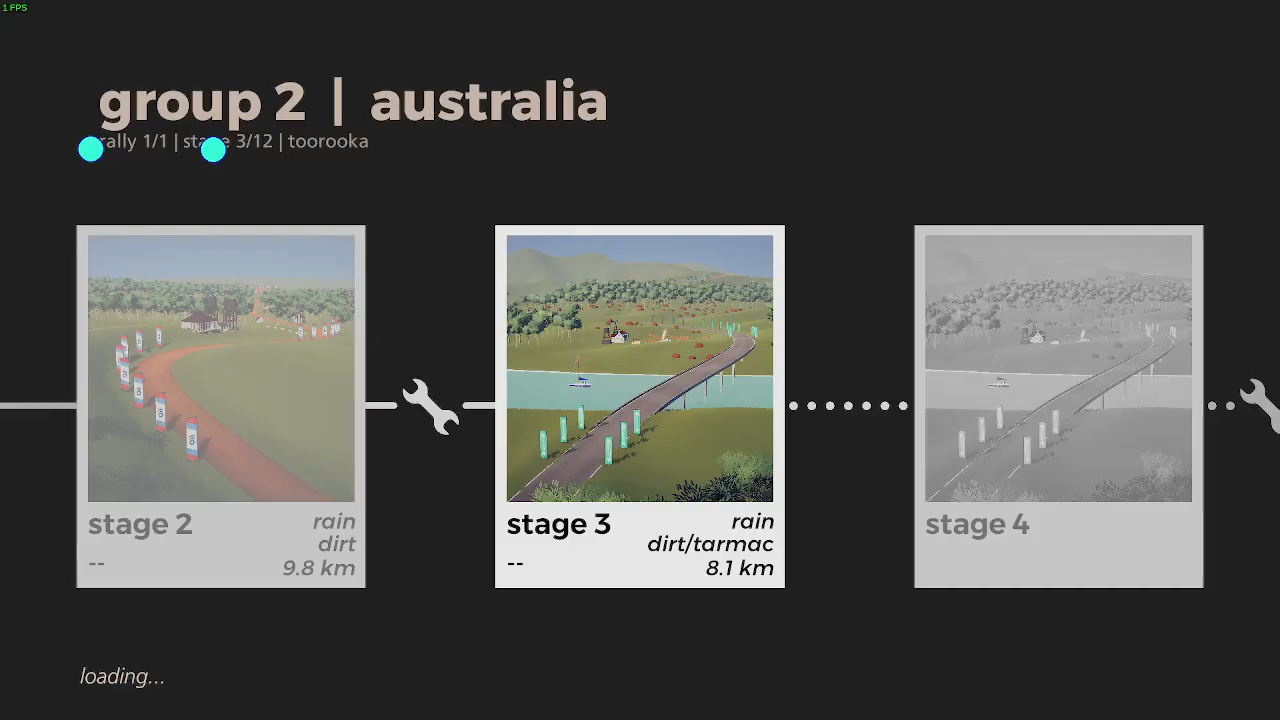 1 FPS
group 2 | australia
rally 1/1 | stage 3/12 | toorooka
stage 2
rain
dirt
--
9.8 km
stage 3
rain
dirt/tarmac
--
8.1 km
stage 4
loading...